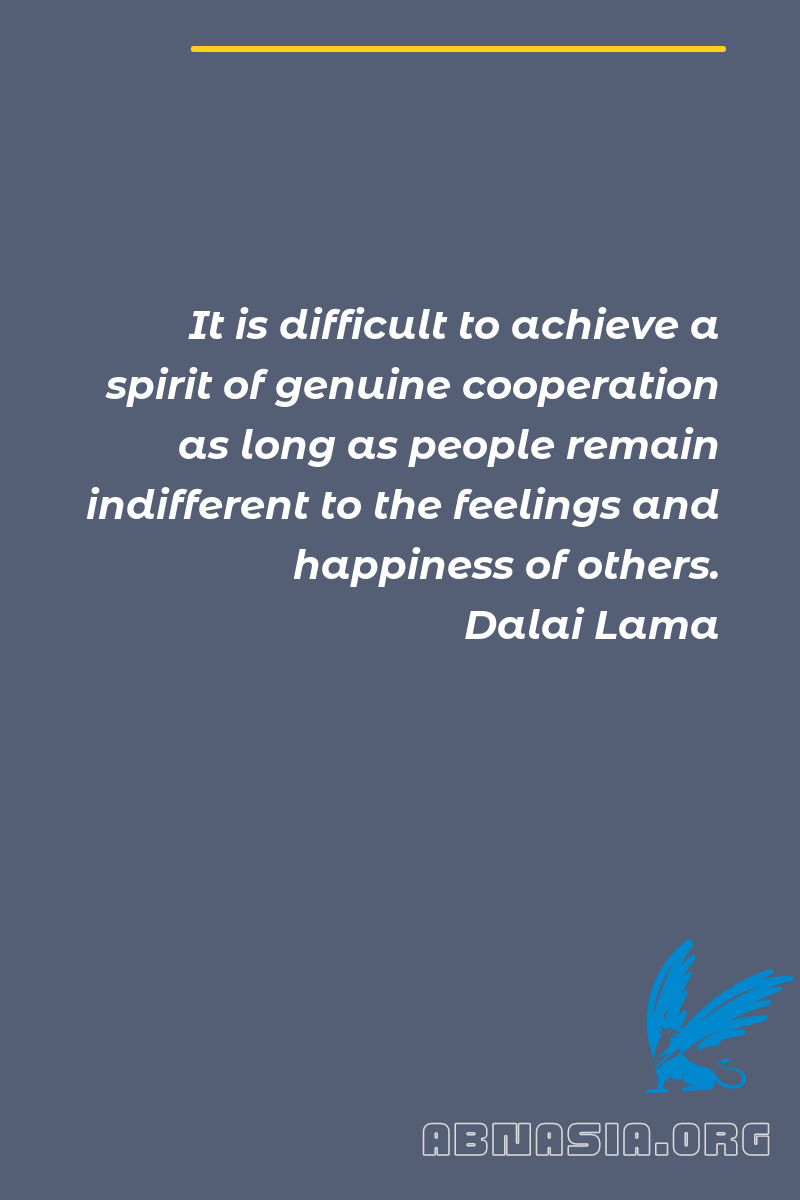 It is difficult to achieve a
spirit of genuine cooperation
as long as people remain
indifferent to the feelings and
happiness of others.
Dalai Lama
ABNASIA.ORG